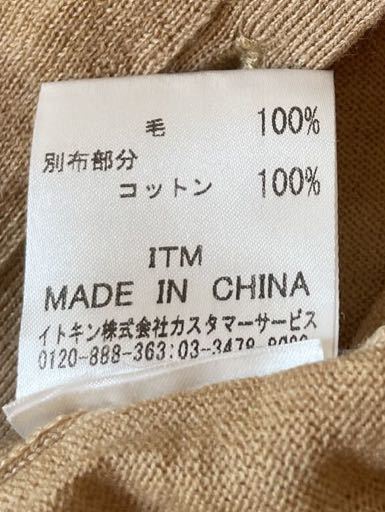 毛 100%
別布部分
コットン 100%
ITM
MADE IN CHINA
イトキン株式会社カスタマーサービス
0120-888-363:03-3478-